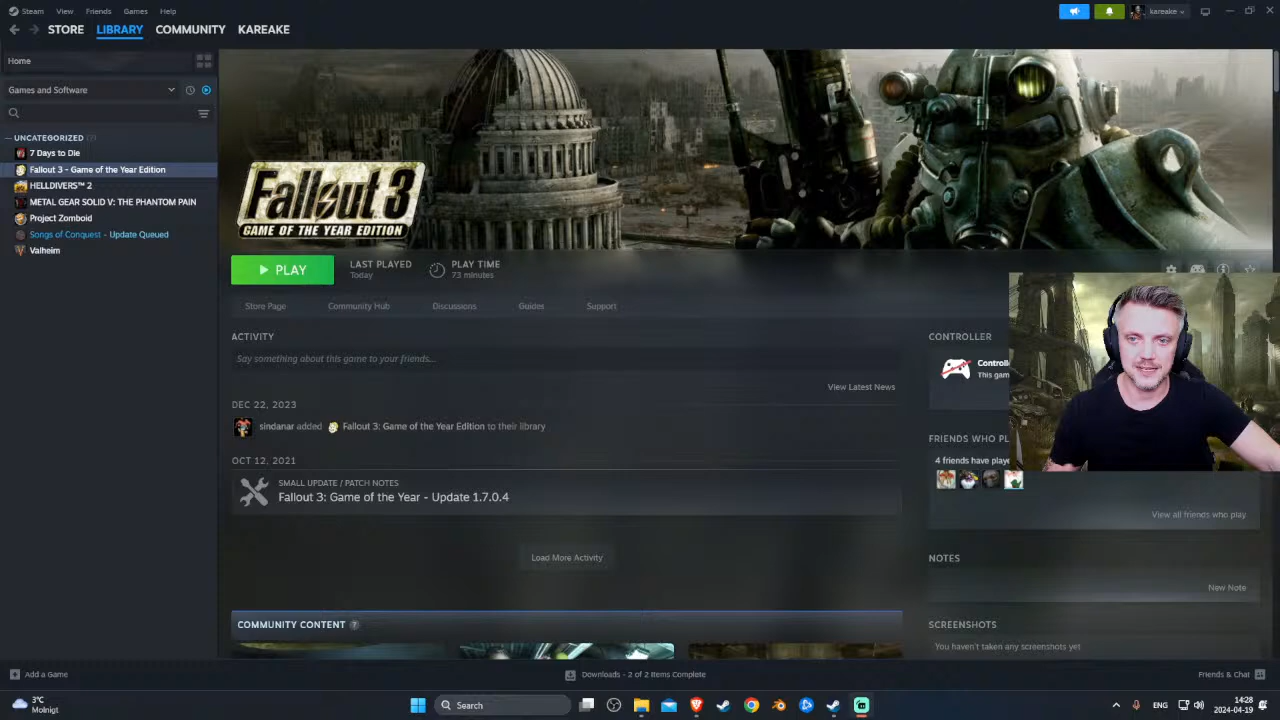 Steam View Friends Games Help
kareake
STORE LIBRARY COMMUNITY KAREAKE
Home
Games and Software
UNCATEGORIZED (7)
7 Days to Die
Fallout 3 - Game of the Year Edition
HELLDIVERS™ 2
METAL GEAR SOLID V: THE PHANTOM PAIN
Project Zomboid
Songs of Conquest - Update Queued
Valheim
Fallout 3
GAME OF THE YEAR EDITION
PLAY
LAST PLAYED
Today
PLAY TIME
73 minutes
Store Page Community Hub Discussions Guides Support
ACTIVITY
Say something about this game to your friends...
View Latest News
DEC 22, 2023
sindanar added Fallout 3: Game of the Year Edition to their library
OCT 12, 2021
SMALL UPDATE / PATCH NOTES
Fallout 3: Game of the Year - Update 1.7.0.4
Load More Activity
COMMUNITY CONTENT ?
CONTROLLER
Controll
This gam
FRIENDS WHO PL
4 friends have playe
View all friends who play
NOTES
New Note
SCREENSHOTS
You haven't taken any screenshots yet
Add a Game
Downloads - 2 of 2 Items Complete
Friends & Chat
3°C
Molnigt
Search
ENG
14:28
2024-04-19